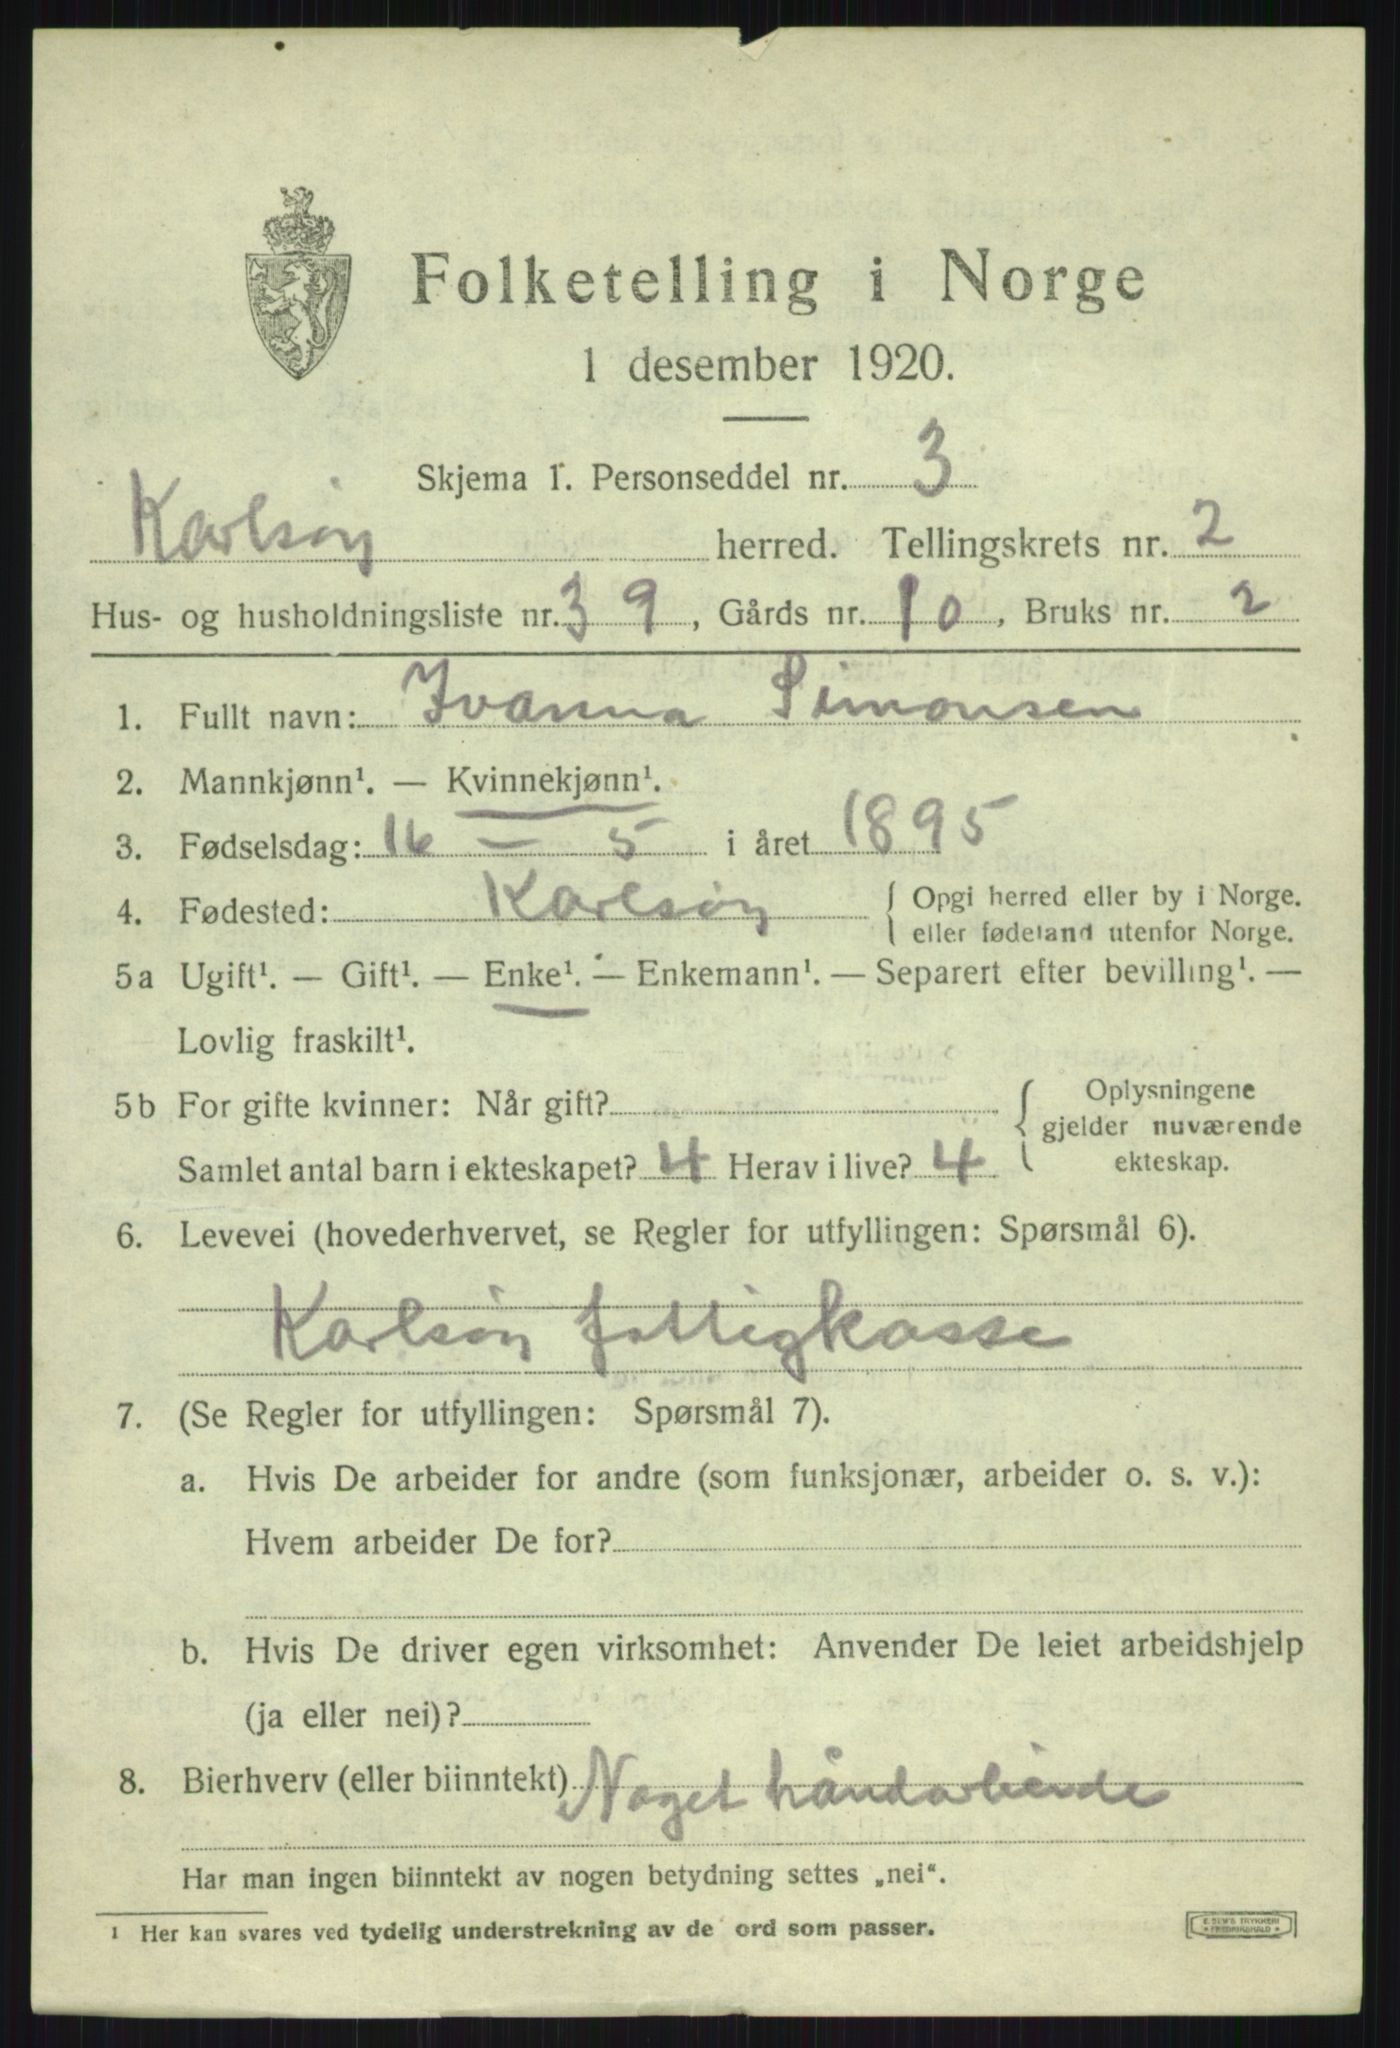 Folketelling i Norge
1 desember 1920.
Skjema 1. Personseddel nr. 3
Karlsöy herred. Tellingskrets nr. 2
Hus- og husholdningsliste nr. 39, Gårds nr. 10, Bruks nr. 2
1. Fullt navn: Ivanna Simonsen
2. Mannkjønn¹. — Kvinnekjønn¹.
3. Fødselsdag: 16 — 5 i året 1895
4. Fødested: Karlsöy { Opgi herred eller by i Norge.
eller fødeland utenfor Norge.
5a Ugift¹. — Gift¹. — Enke¹. — Enkemann¹. — Separert efter bevilling¹. —
Lovlig fraskilt¹.
5b For gifte kvinner: Når gift? { Oplysningene
gjelder nuværende
Samlet antal barn i ekteskapet? 4 Herav i live? 4 ekteskap.
6. Levevei (hovederhvervet, se Regler for utfyllingen: Spørsmål 6).
Karlsöy fattigkasse
7. (Se Regler for utfyllingen: Spørsmål 7).
a. Hvis De arbeider for andre (som funksjonær, arbeider o. s. v.):
Hvem arbeider De for?
b. Hvis De driver egen virksomhet: Anvender De leiet arbeidshjelp
(ja eller nei)?
8. Bierhverv (eller biinntekt) Noget håndarbeide
Har man ingen biinntekt av nogen betydning settes „nei“.
¹ Her kan svares ved tydelig understrekning av de ord som passer.
E. SEM'S TRYKKERI
* FREDRIKSHALD *